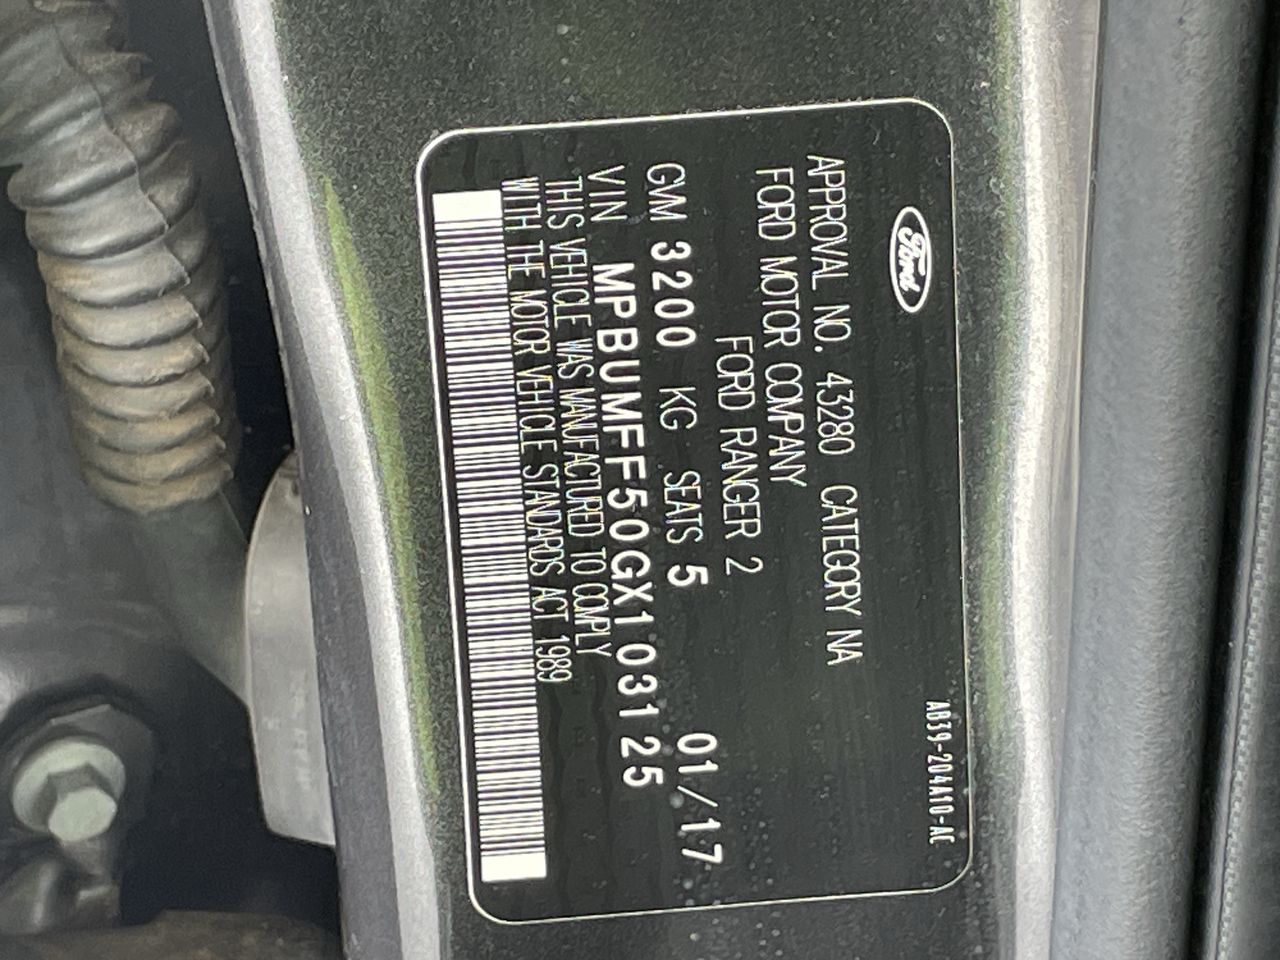 Ford
AB39-204A10-AC
APPROVAL NO. 43280 CATEGORY NA
FORD MOTOR COMPANY
FORD RANGER 2
GVM 3200 KG SEATS 5 01/17
VIN MPBUMFF50GX103125
THIS VEHICLE WAS MANUFACTURED TO COMPLY
WITH THE MOTOR VEHICLE STANDARDS ACT 1989